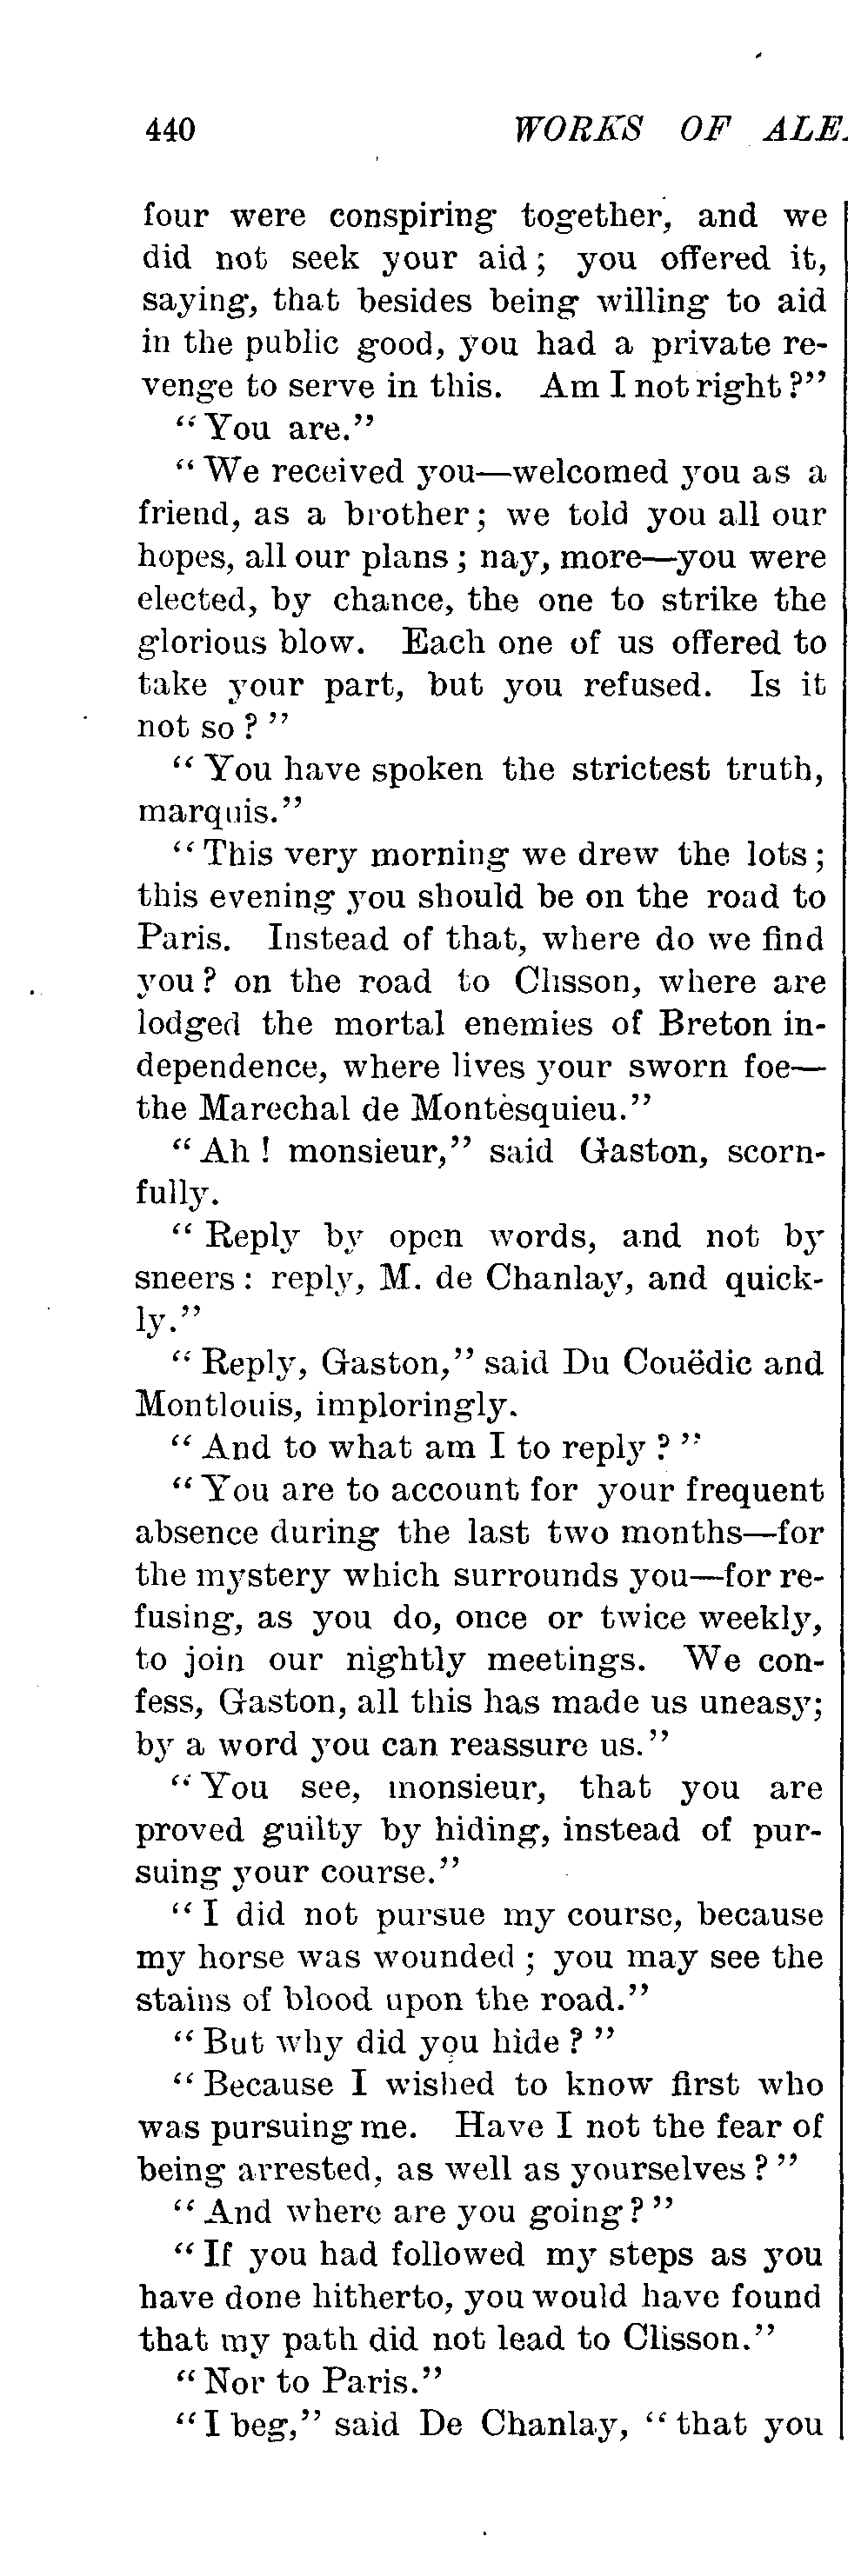 440 WORKS OF ALE
four were conspiring together, and we
did not seek your aid; you offered it,
saying, that besides being willing to aid
in the public good, you had a private re-
venge to serve in this. Am I not right?"
"You are."
"We received you—welcomed you as a
friend, as a brother; we told you all our
hopes, all our plans; nay, more—you were
elected, by chance, the one to strike the
glorious blow. Each one of us offered to
take your part, but you refused. Is it
not so?"
"You have spoken the strictest truth,
marquis."
"This very morning we drew the lots;
this evening you should be on the road to
Paris. Instead of that, where do we find
you? on the road to Clisson, where are
lodged the mortal enemies of Breton in-
dependence, where lives your sworn foe—
the Marechal de Montèsquieu."
"Ah! monsieur," said Gaston, scorn-
fully.
"Reply by open words, and not by
sneers: reply, M. de Chanlay, and quick-
ly."
"Reply, Gaston," said Du Couëdic and
Montlouis, imploringly.
"And to what am I to reply?"
"You are to account for your frequent
absence during the last two months—for
the mystery which surrounds you—for re-
fusing, as you do, once or twice weekly,
to join our nightly meetings. We con-
fess, Gaston, all this has made us uneasy;
by a word you can reassure us."
"You see, monsieur, that you are
proved guilty by hiding, instead of pur-
suing your course."
"I did not pursue my course, because
my horse was wounded; you may see the
stains of blood upon the road."
"But why did you hide?"
"Because I wished to know first who
was pursuing me. Have I not the fear of
being arrested, as well as yourselves?"
"And where are you going?"
"If you had followed my steps as you
have done hitherto, you would have found
that my path did not lead to Clisson."
"Nor to Paris."
"I beg," said De Chanlay, "that you